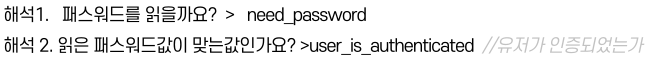 해석1. 패스워드를 읽을까요? > need_password
해석 2. 읽은 패스워드값이 맞는값인가요? >user_is_authenticated //유저가 인증되었는가